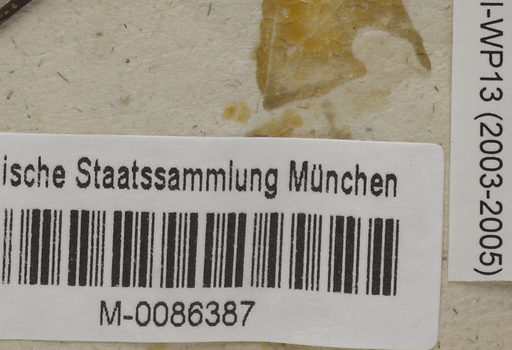 ische Staatssammlung München
M-0086387
I-WP13 (2003-2005)